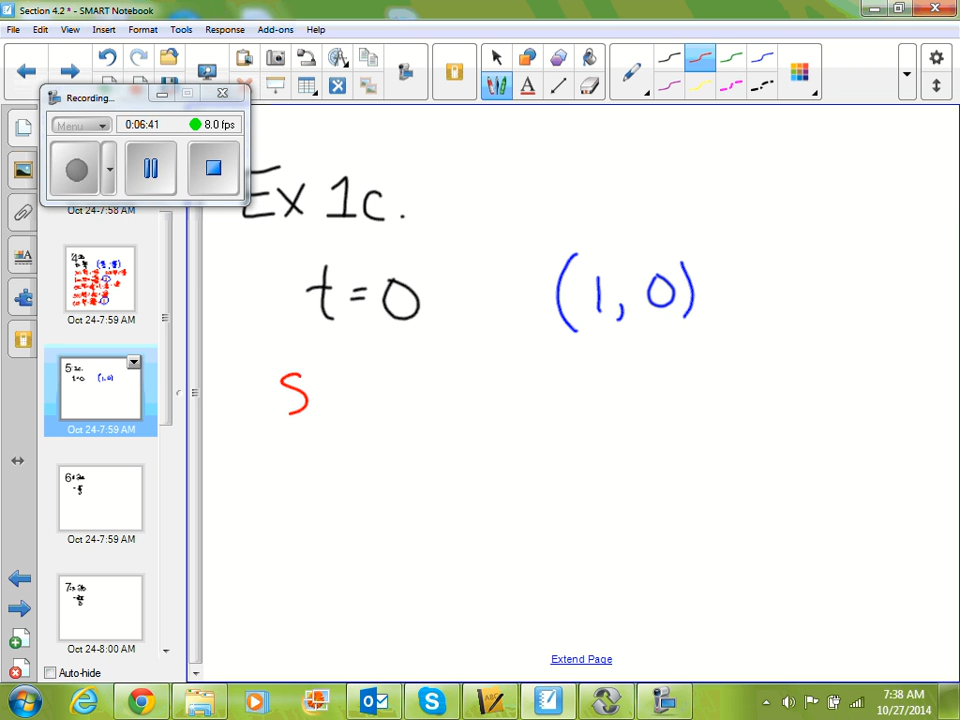 Section 4.2 * - SMART Notebook
File Edit View Insert Format Tools Add-ons Response Help
Recording...
Menu 0:06:41 8.0 fps
Oct 24-7:58 AM
Oct 24-7:59 AM
Oct 24-7:59 AM
Oct 24-7:59 AM
Oct 24-8:00 AM
Auto-hide
Ex 1c.
t = 0 (1, 0)
S
Extend Page
7:38 AM
10/27/2014